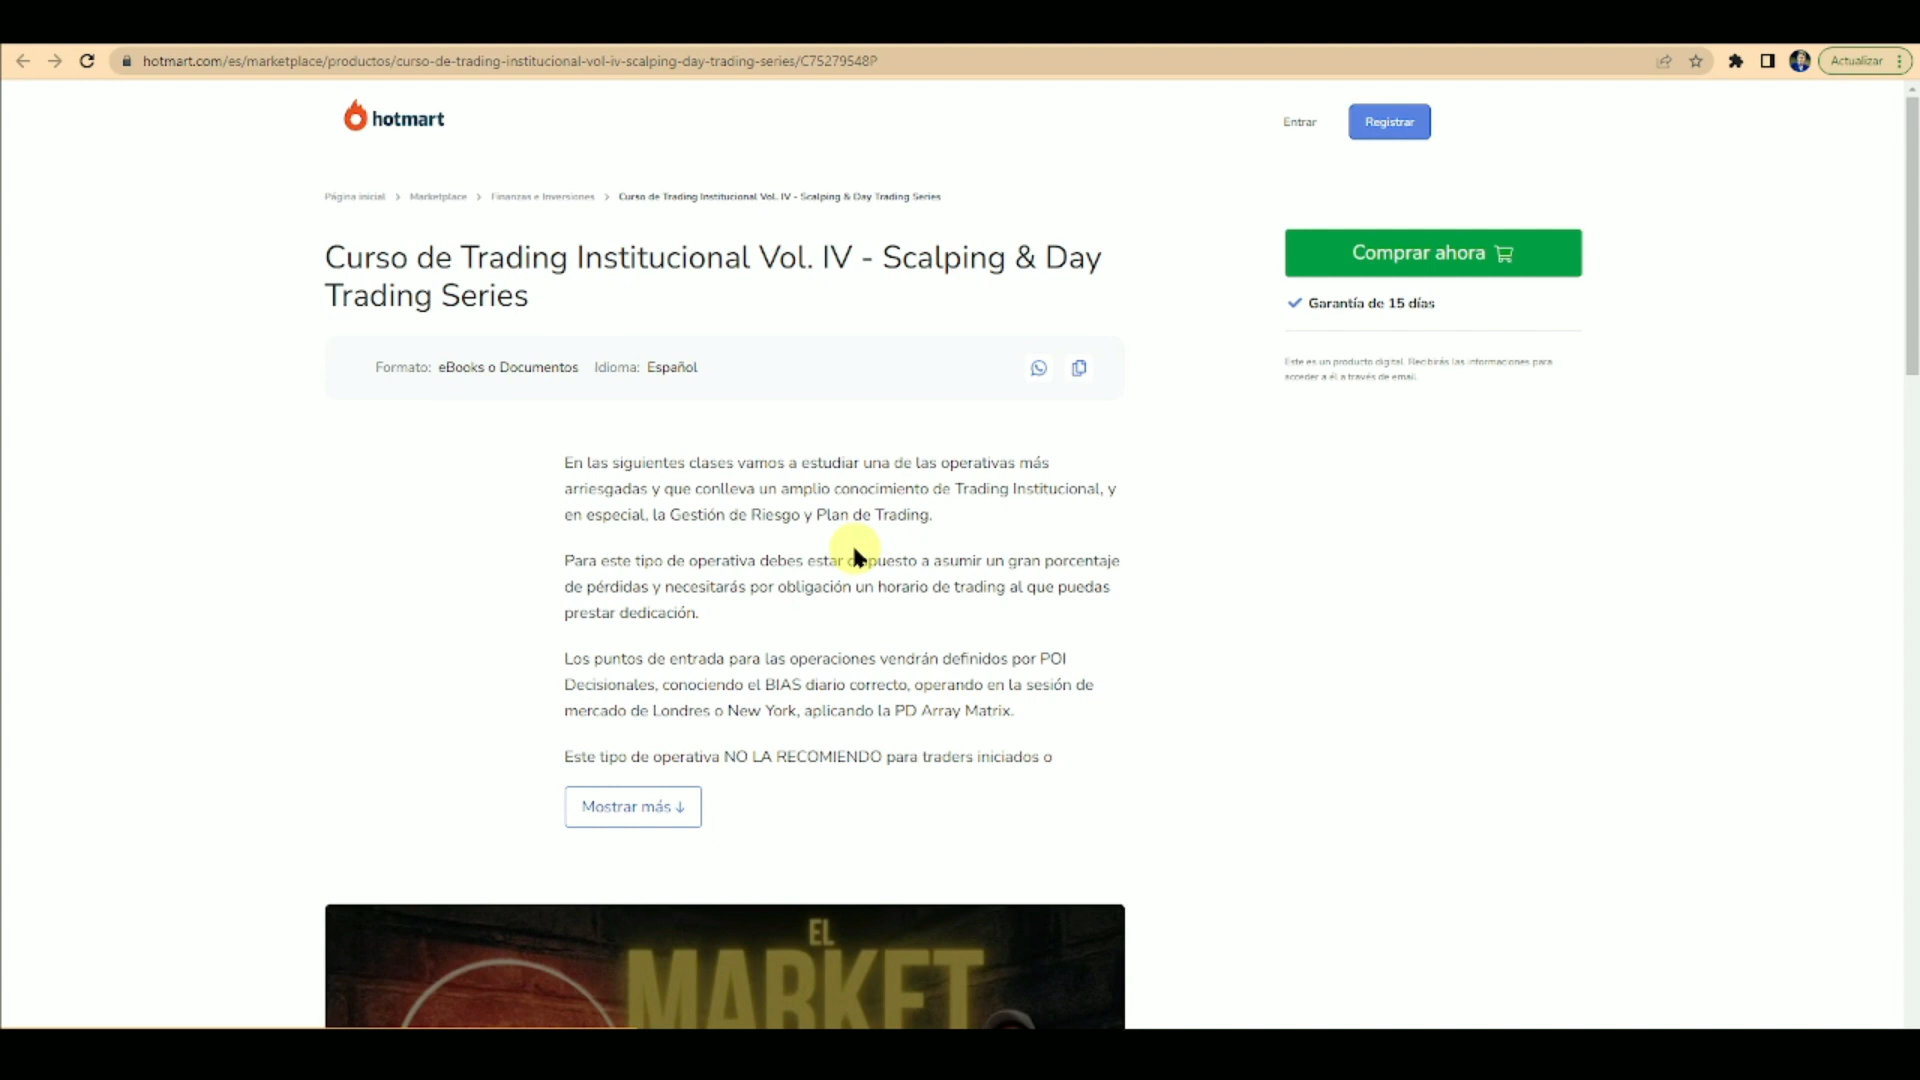 hotmart.com/es/marketplace/productos/curso-de-trading-institucional-vol-iv-scalping-day-trading-series/C75279548P
Actualizar
hotmart
Entrar
Registrar
Página inicial > Marketplace > Finanzas e Inversiones > Curso de Trading Institucional Vol. IV - Scalping & Day Trading Series
Curso de Trading Institucional Vol. IV - Scalping & Day
Trading Series
Comprar ahora
Garantía de 15 días
Este es un producto digital. Recibirás las informaciones para
acceder a él a través de email.
Formato: eBooks o Documentos Idioma: Español
En las siguientes clases vamos a estudiar una de las operativas más
arriesgadas y que conlleva un amplio conocimiento de Trading Institucional, y
en especial, la Gestión de Riesgo y Plan de Trading.
Para este tipo de operativa debes estar dispuesto a asumir un gran porcentaje
de pérdidas y necesitarás por obligación un horario de trading al que puedas
prestar dedicación.
Los puntos de entrada para las operaciones vendrán definidos por POI
Decisionales, conociendo el BIAS diario correcto, operando en la sesión de
mercado de Londres o New York, aplicando la PD Array Matrix.
Este tipo de operativa NO LA RECOMIENDO para traders iniciados o
Mostrar más ↓
EL
MARKET